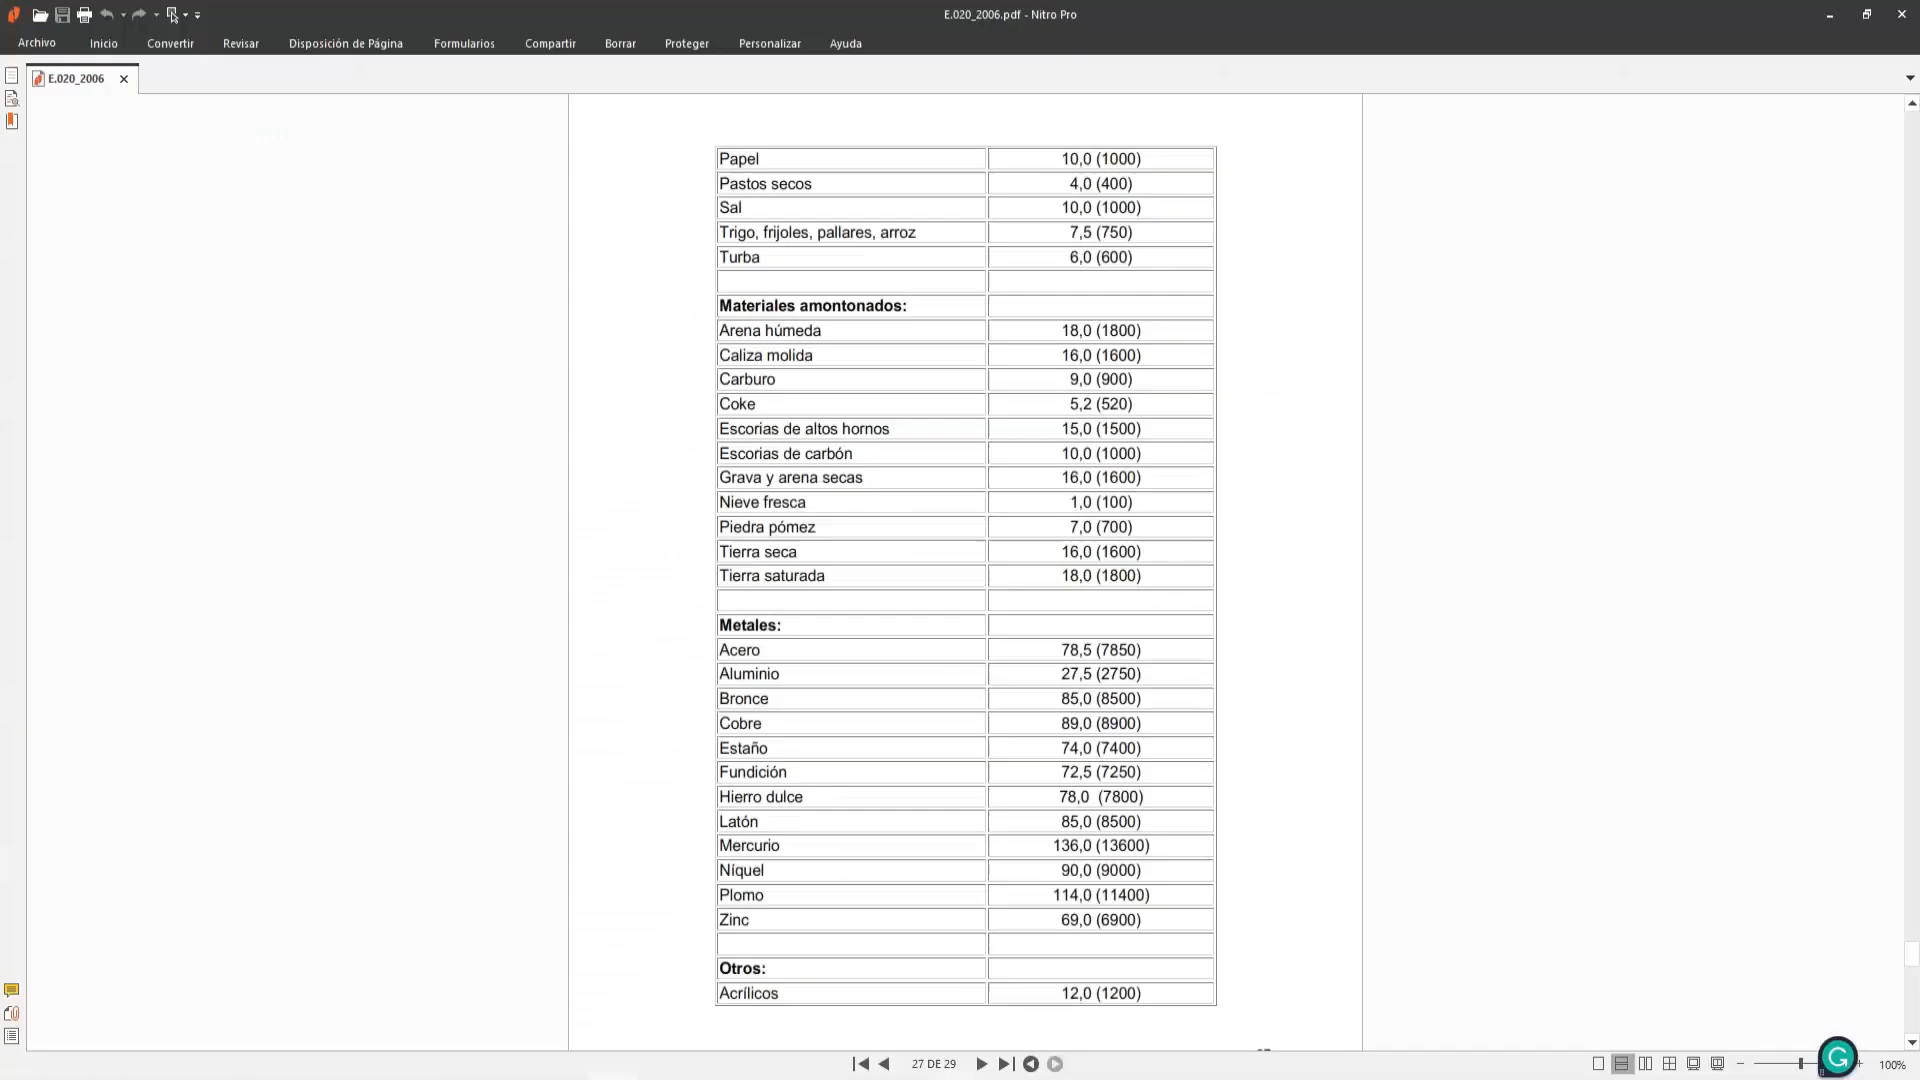 E.020_2006.pdf - Nitro Pro
Archivo Inicio Convertir Revisar Disposición de Página Formularios Compartir Borrar Proteger Personalizar Ayuda
E.020_2006
Papel 10,0 (1000)
Pastos secos 4,0 (400)
Sal 10,0 (1000)
Trigo, frijoles, pallares, arroz 7,5 (750)
Turba 6,0 (600)
Materiales amontonados:
Arena húmeda 18,0 (1800)
Caliza molida 16,0 (1600)
Carburo 9,0 (900)
Coke 5,2 (520)
Escorias de altos hornos 15,0 (1500)
Escorias de carbón 10,0 (1000)
Grava y arena secas 16,0 (1600)
Nieve fresca 1,0 (100)
Piedra pómez 7,0 (700)
Tierra seca 16,0 (1600)
Tierra saturada 18,0 (1800)
Metales:
Acero 78,5 (7850)
Aluminio 27,5 (2750)
Bronce 85,0 (8500)
Cobre 89,0 (8900)
Estaño 74,0 (7400)
Fundición 72,5 (7250)
Hierro dulce 78,0 (7800)
Latón 85,0 (8500)
Mercurio 136,0 (13600)
Níquel 90,0 (9000)
Plomo 114,0 (11400)
Zinc 69,0 (6900)
Otros:
Acrílicos 12,0 (1200)
27 DE 29
100%